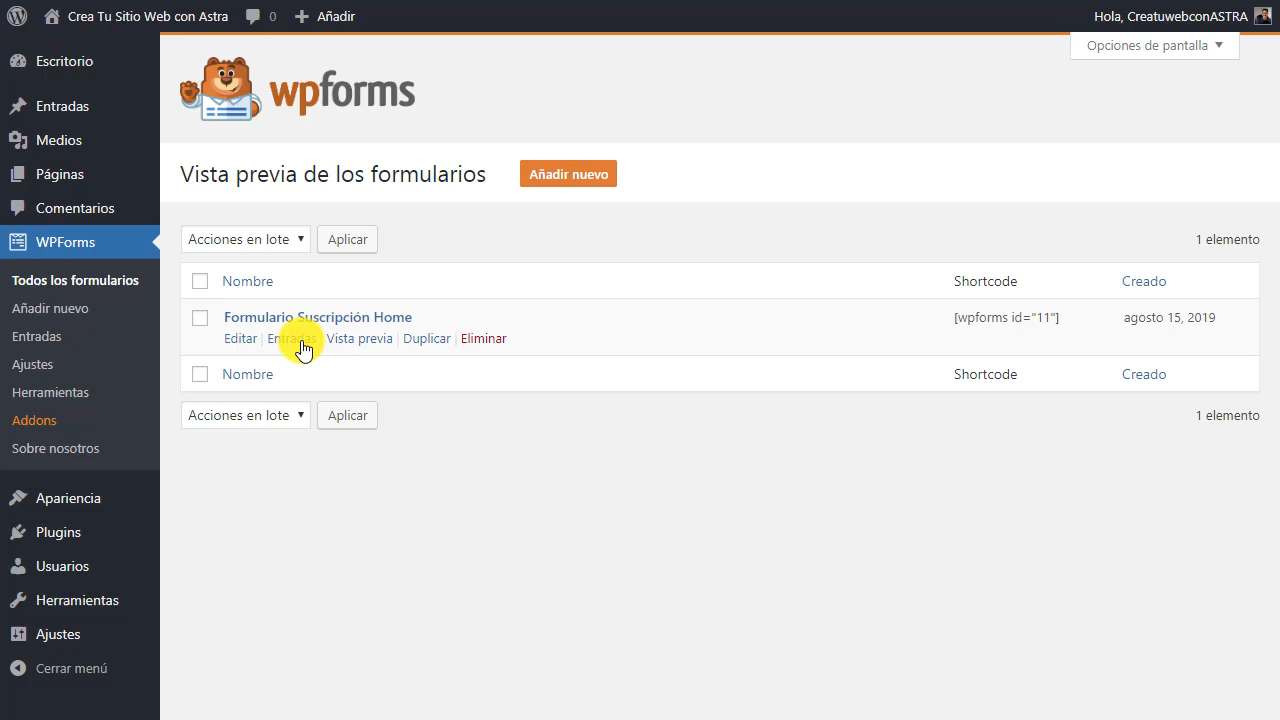 Crea Tu Sitio Web con Astra 0 Añadir Hola, CreatuwebconASTRA
Opciones de pantalla
wpforms
Vista previa de los formularios Añadir nuevo
Acciones en lote Aplicar 1 elemento
Nombre Shortcode Creado
Formulario Suscripción Home [wpforms id="11"] agosto 15, 2019
Editar | Entradas | Vista previa | Duplicar | Eliminar
Nombre Shortcode Creado
Acciones en lote Aplicar 1 elemento
Escritorio
Entradas
Medios
Páginas
Comentarios
WPForms
Todos los formularios
Añadir nuevo
Entradas
Ajustes
Herramientas
Addons
Sobre nosotros
Apariencia
Plugins
Usuarios
Herramientas
Ajustes
Cerrar menú